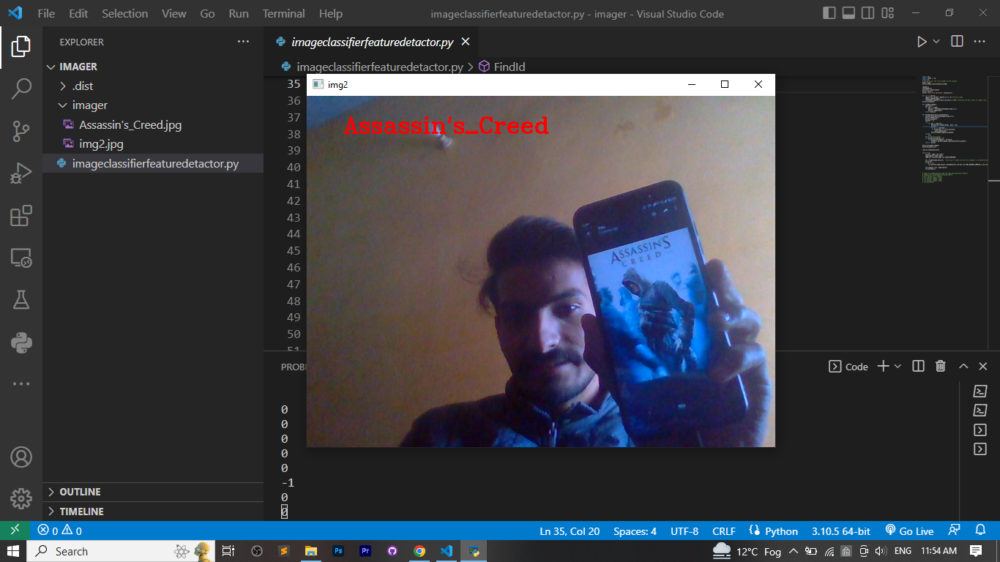 File Edit Selection View Go Run Terminal Help
imageclassifierfeaturedetactor.py - imager - Visual Studio Code
EXPLORER
IMAGER
.dist
imager
Assassin's_Creed.jpg
img2.jpg
imageclassifierfeaturedetactor.py
OUTLINE
TIMELINE
imageclassifierfeaturedetactor.py
imageclassifierfeaturedetactor.py > FindId
35
36
37
38
39
40
41
42
43
44
45
46
47
48
49
50
51
img2
Assassin's_Creed
ASSASSIN'S
CREED
Code
0
0
0
0
0
-1
0
0
0 0
Ln 35, Col 20 Spaces: 4 UTF-8 CRLF Python 3.10.5 64-bit Go Live
Search
Ps
Pr
12°C Fog
ENG
11:54 AM